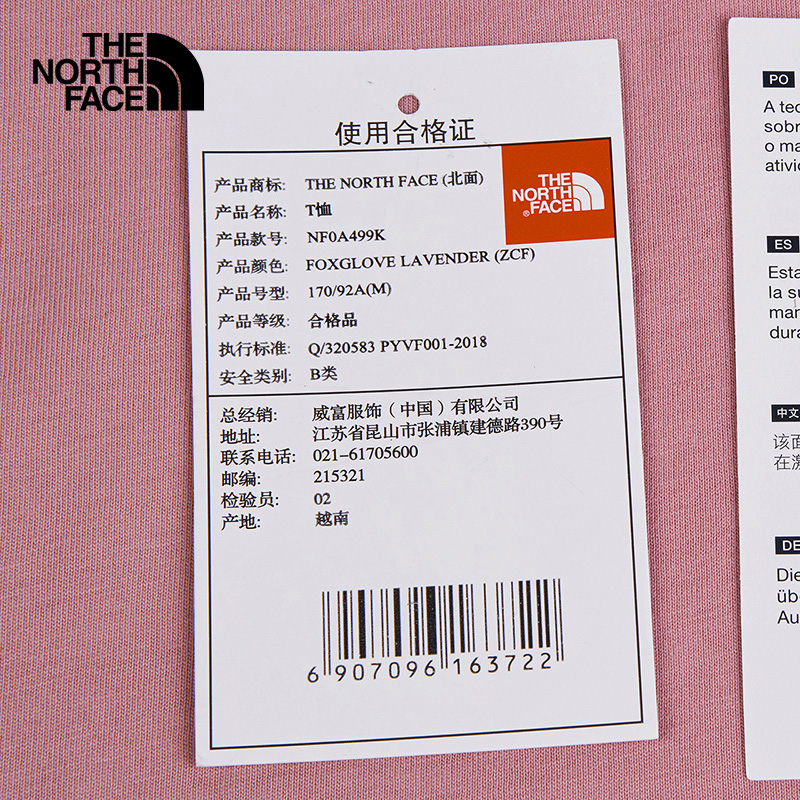 THE
NORTH
FACE
使用合格证
THE
NORTH
FACE
®
产品商标: THE NORTH FACE (北面)
产品名称: T恤
产品款号: NF0A499K
产品颜色: FOXGLOVE LAVENDER (ZCF)
产品号型: 170/92A(M)
产品等级: 合格品
执行标准: Q/320583 PYVF001-2018
安全类别: B类
总经销: 威富服饰（中国）有限公司
地址: 江苏省昆山市张浦镇建德路390号
联系电话: 021-61705600
邮编: 215321
检验员: 02
产地: 越南
6 907096 163722
PO
A tec
sobr
o ma
ativid
ES
Esta
la su
mar
dura
中文
该面
在激
DE
Die
üb
Au